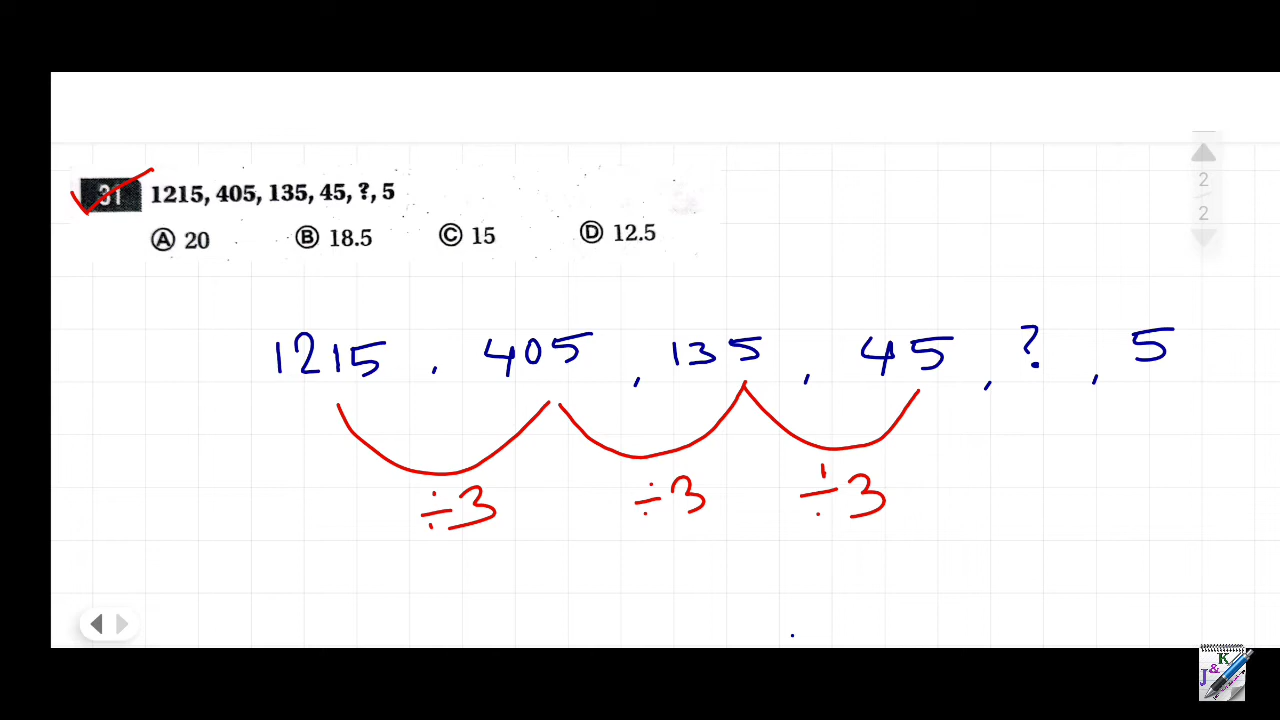 31 1215, 405, 135, 45, ?, 5
Ⓐ 20 Ⓑ 18.5 Ⓒ 15 Ⓓ 12.5
2
2
1215 , 405 , 135 , 45 , ? , 5
÷3 ÷3 ÷3
J & K